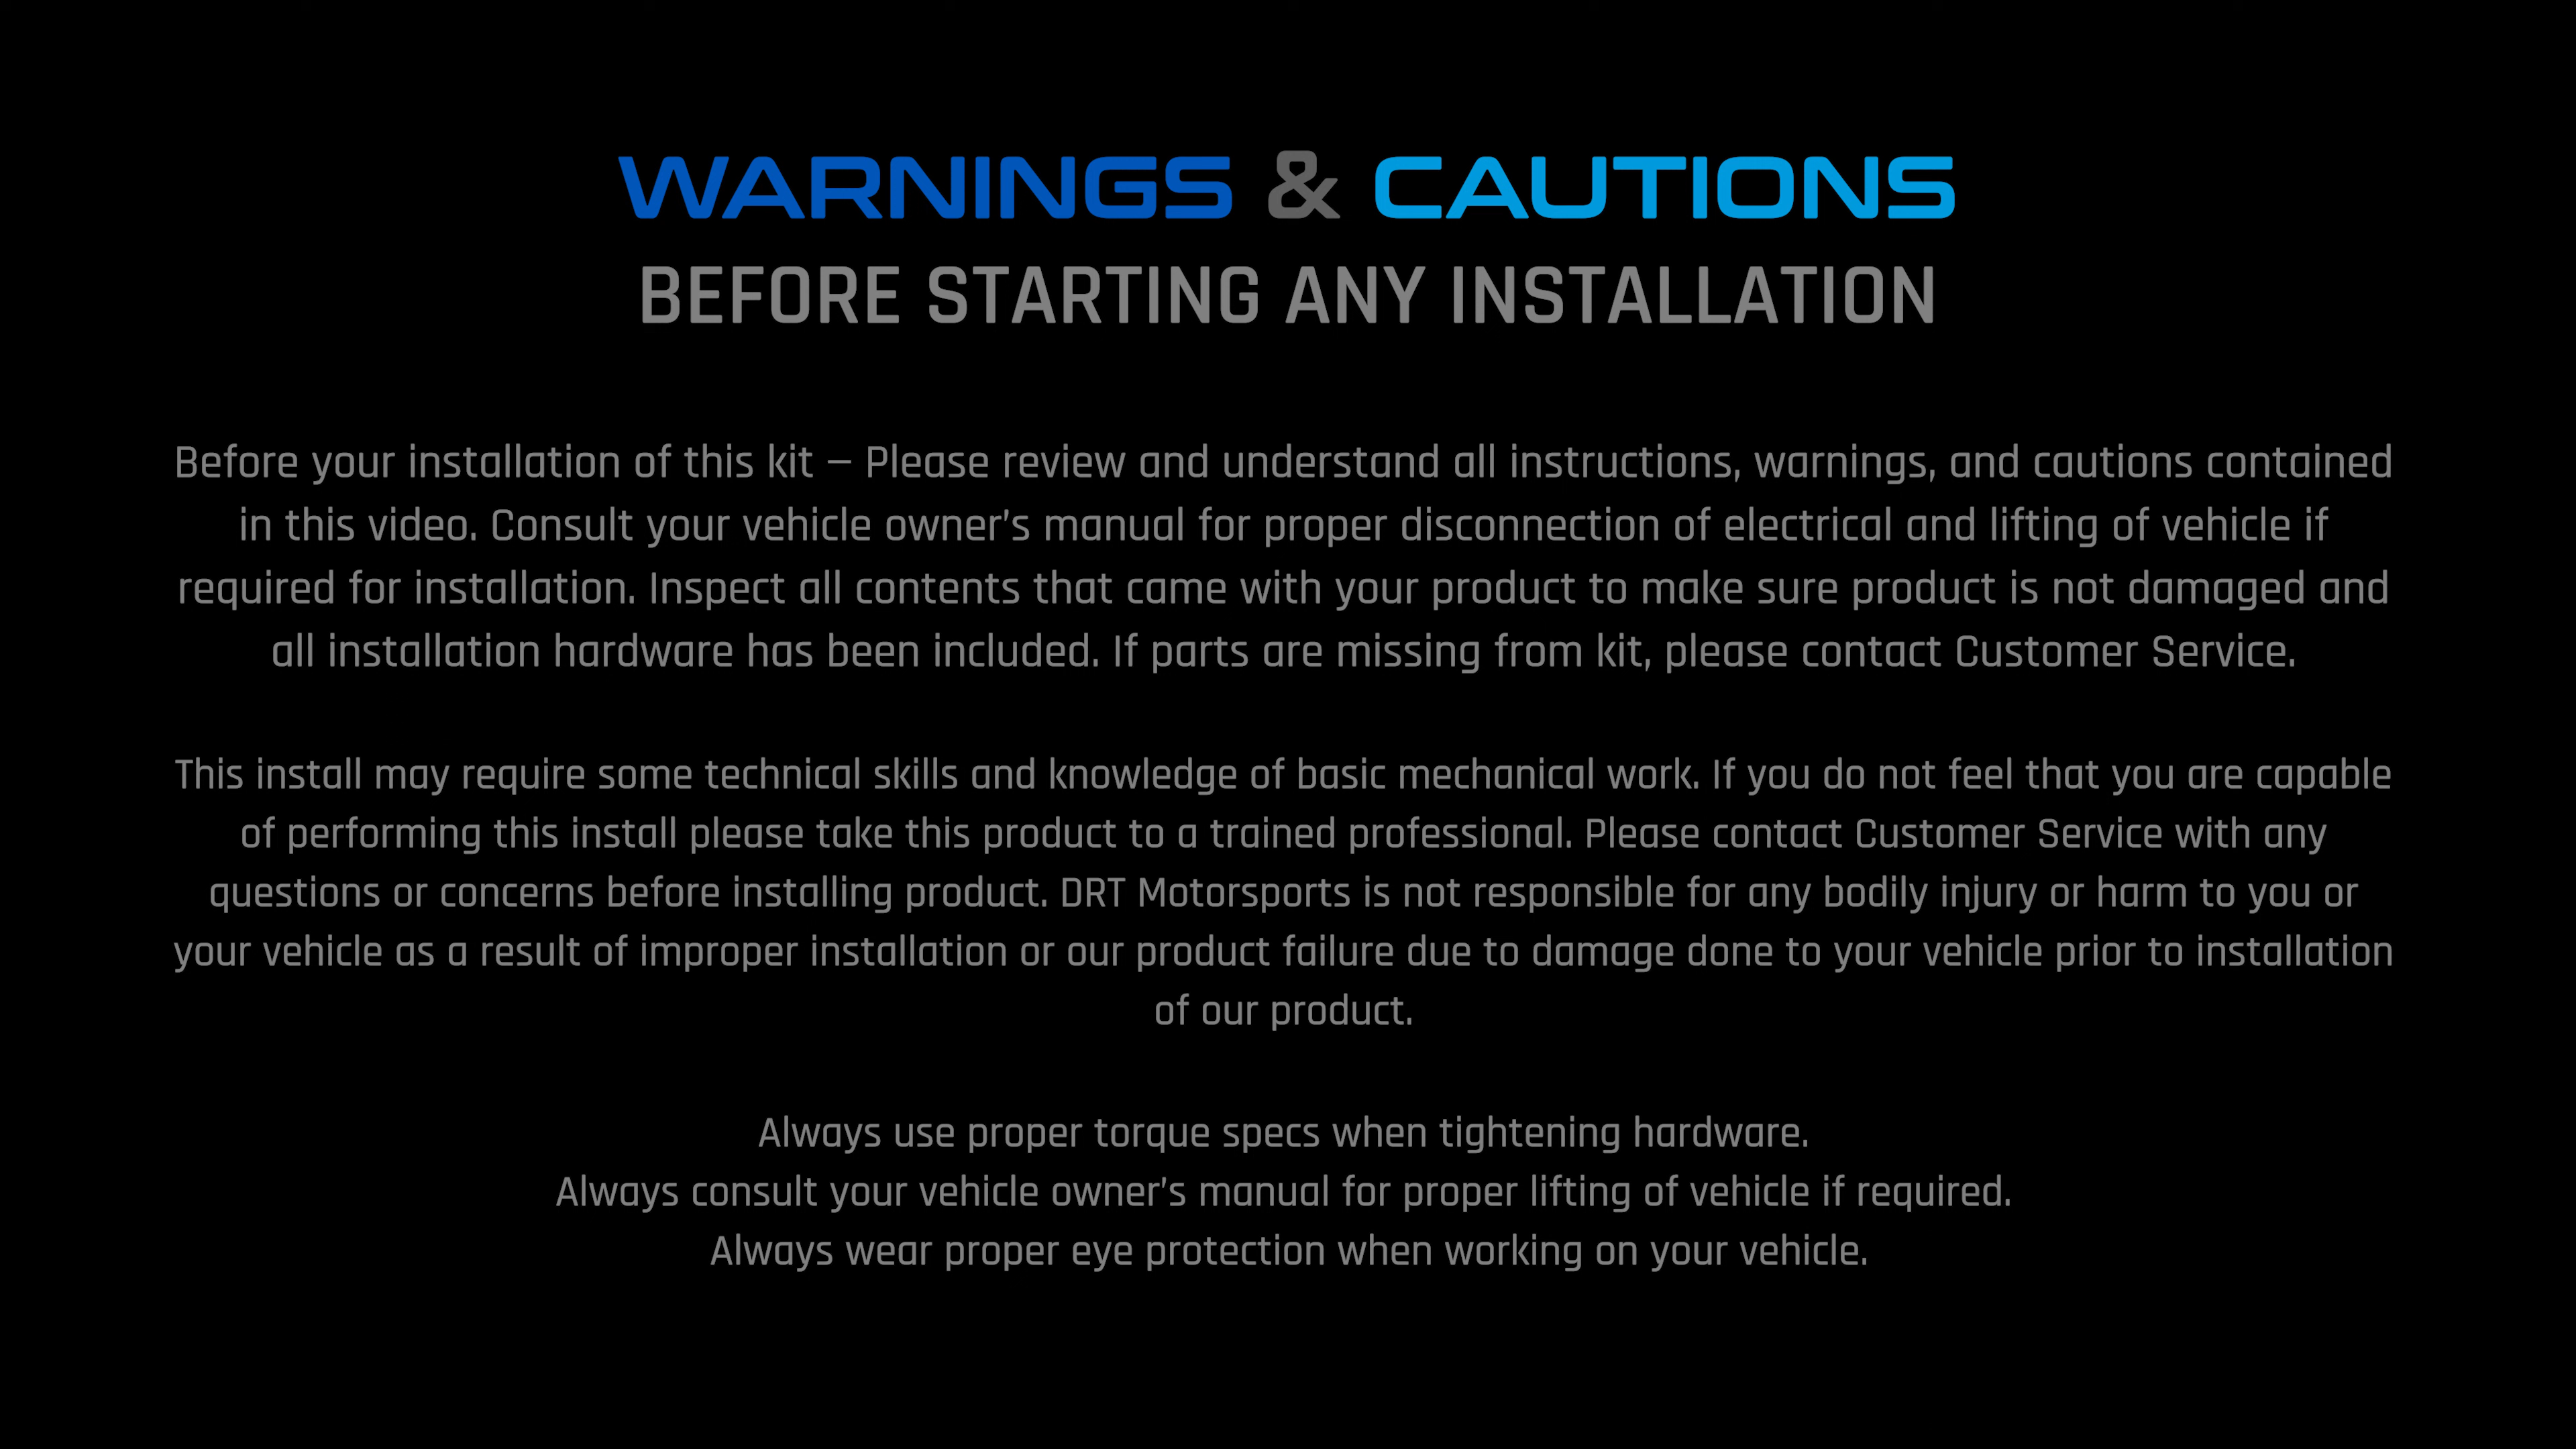 WARNINGS & CAUTIONS
BEFORE STARTING ANY INSTALLATION
Before your installation of this kit – Please review and understand all instructions, warnings, and cautions contained
in this video. Consult your vehicle owner's manual for proper disconnection of electrical and lifting of vehicle if
required for installation. Inspect all contents that came with your product to make sure product is not damaged and
all installation hardware has been included. If parts are missing from kit, please contact Customer Service.
This install may require some technical skills and knowledge of basic mechanical work. If you do not feel that you are capable
of performing this install please take this product to a trained professional. Please contact Customer Service with any
questions or concerns before installing product. DRT Motorsports is not responsible for any bodily injury or harm to you or
your vehicle as a result of improper installation or our product failure due to damage done to your vehicle prior to installation
of our product.
Always use proper torque specs when tightening hardware.
Always consult your vehicle owner's manual for proper lifting of vehicle if required.
Always wear proper eye protection when working on your vehicle.